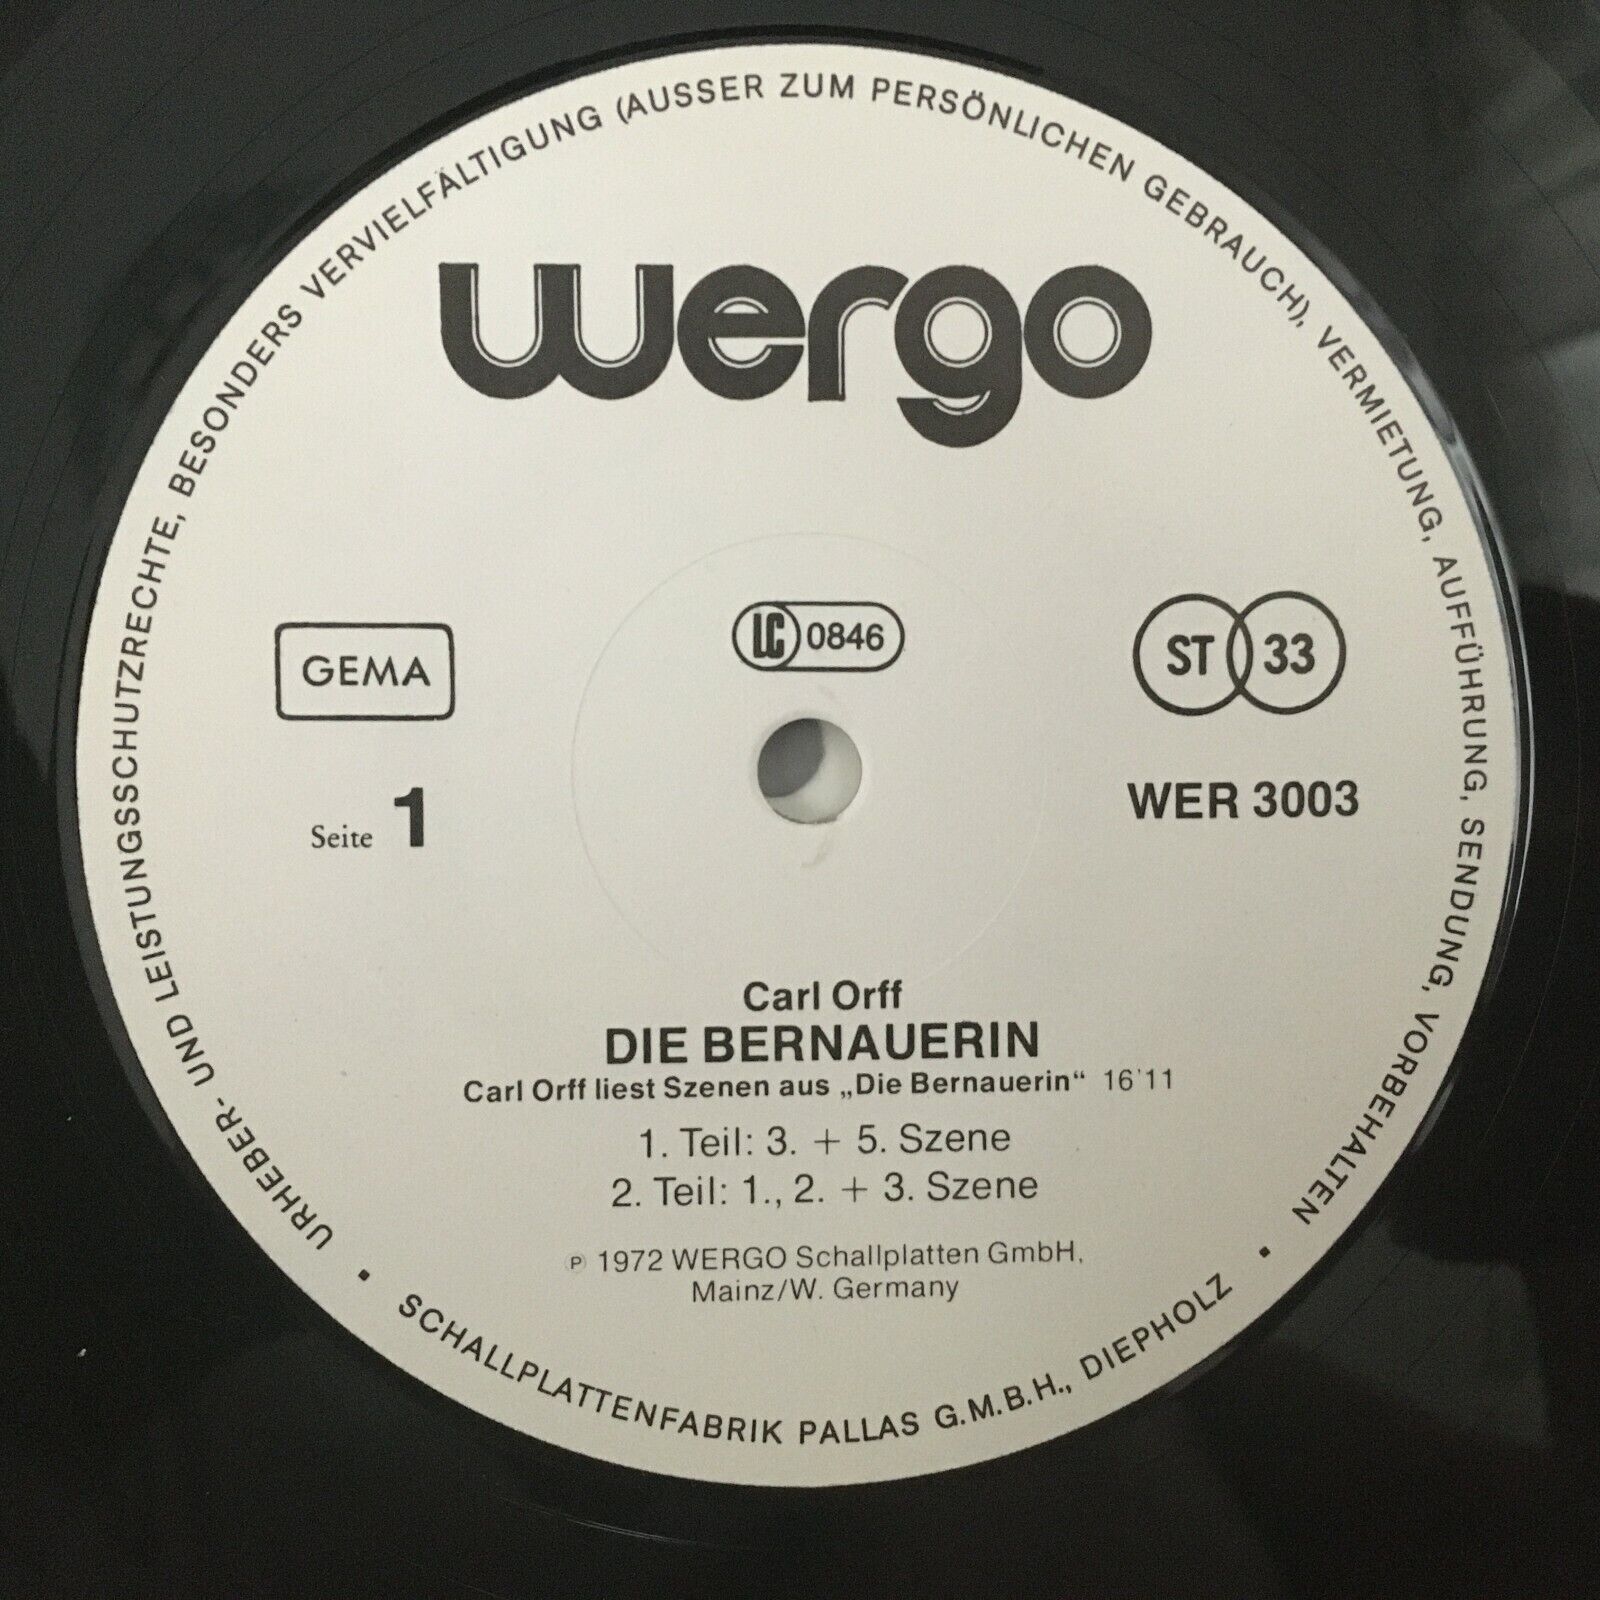 URHEBER- UND LEISTUNGSSCHUTZRECHTE, BESONDERS VERVIELFÄLTIGUNG (AUSSER ZUM PERSÖNLICHEN GEBRAUCH), VERMIETUNG, AUFFÜHRUNG, SENDUNG, VORBEHALTEN
wergo
GEMA
LC 0846
ST 33
Seite 1
WER 3003
Carl Orff
DIE BERNAUERIN
Carl Orff liest Szenen aus „Die Bernauerin“ 16'11
1. Teil: 3. + 5. Szene
2. Teil: 1., 2. + 3. Szene
℗ 1972 WERGO Schallplatten GmbH,
Mainz/W. Germany
• SCHALLPLATTENFABRIK PALLAS G.M.B.H., DIEPHOLZ •